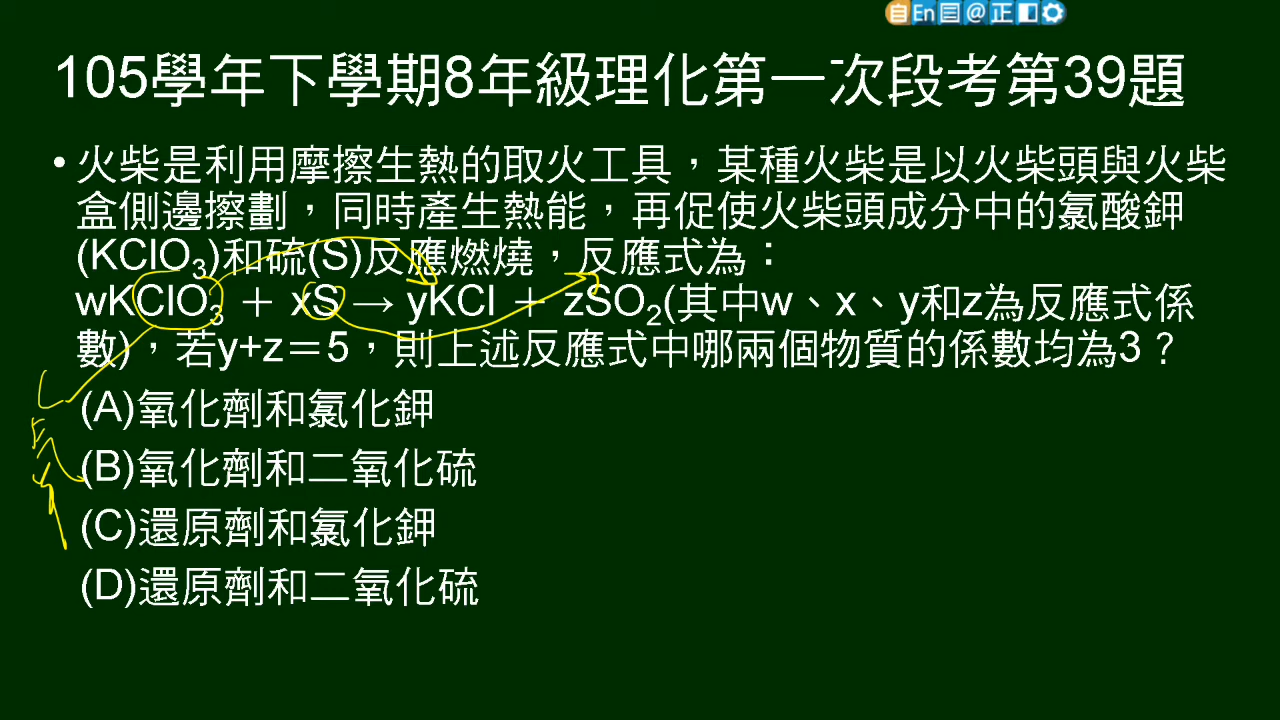 自En@正
105學年下學期8年級理化第一次段考第39題
•火柴是利用摩擦生熱的取火工具，某種火柴是以火柴頭與火柴
盒側邊擦劃，同時產生熱能，再促使火柴頭成分中的氯酸鉀
(KClO₃)和硫(S)反應燃燒，反應式為：
wKClO₃ ＋ xS → yKCl ＋ zSO₂(其中w、x、y和z為反應式係
數)，若y+z＝5，則上述反應式中哪兩個物質的係數均為3？
(A)氧化劑和氯化鉀
(B)氧化劑和二氧化硫
(C)還原劑和氯化鉀
(D)還原劑和二氧化硫